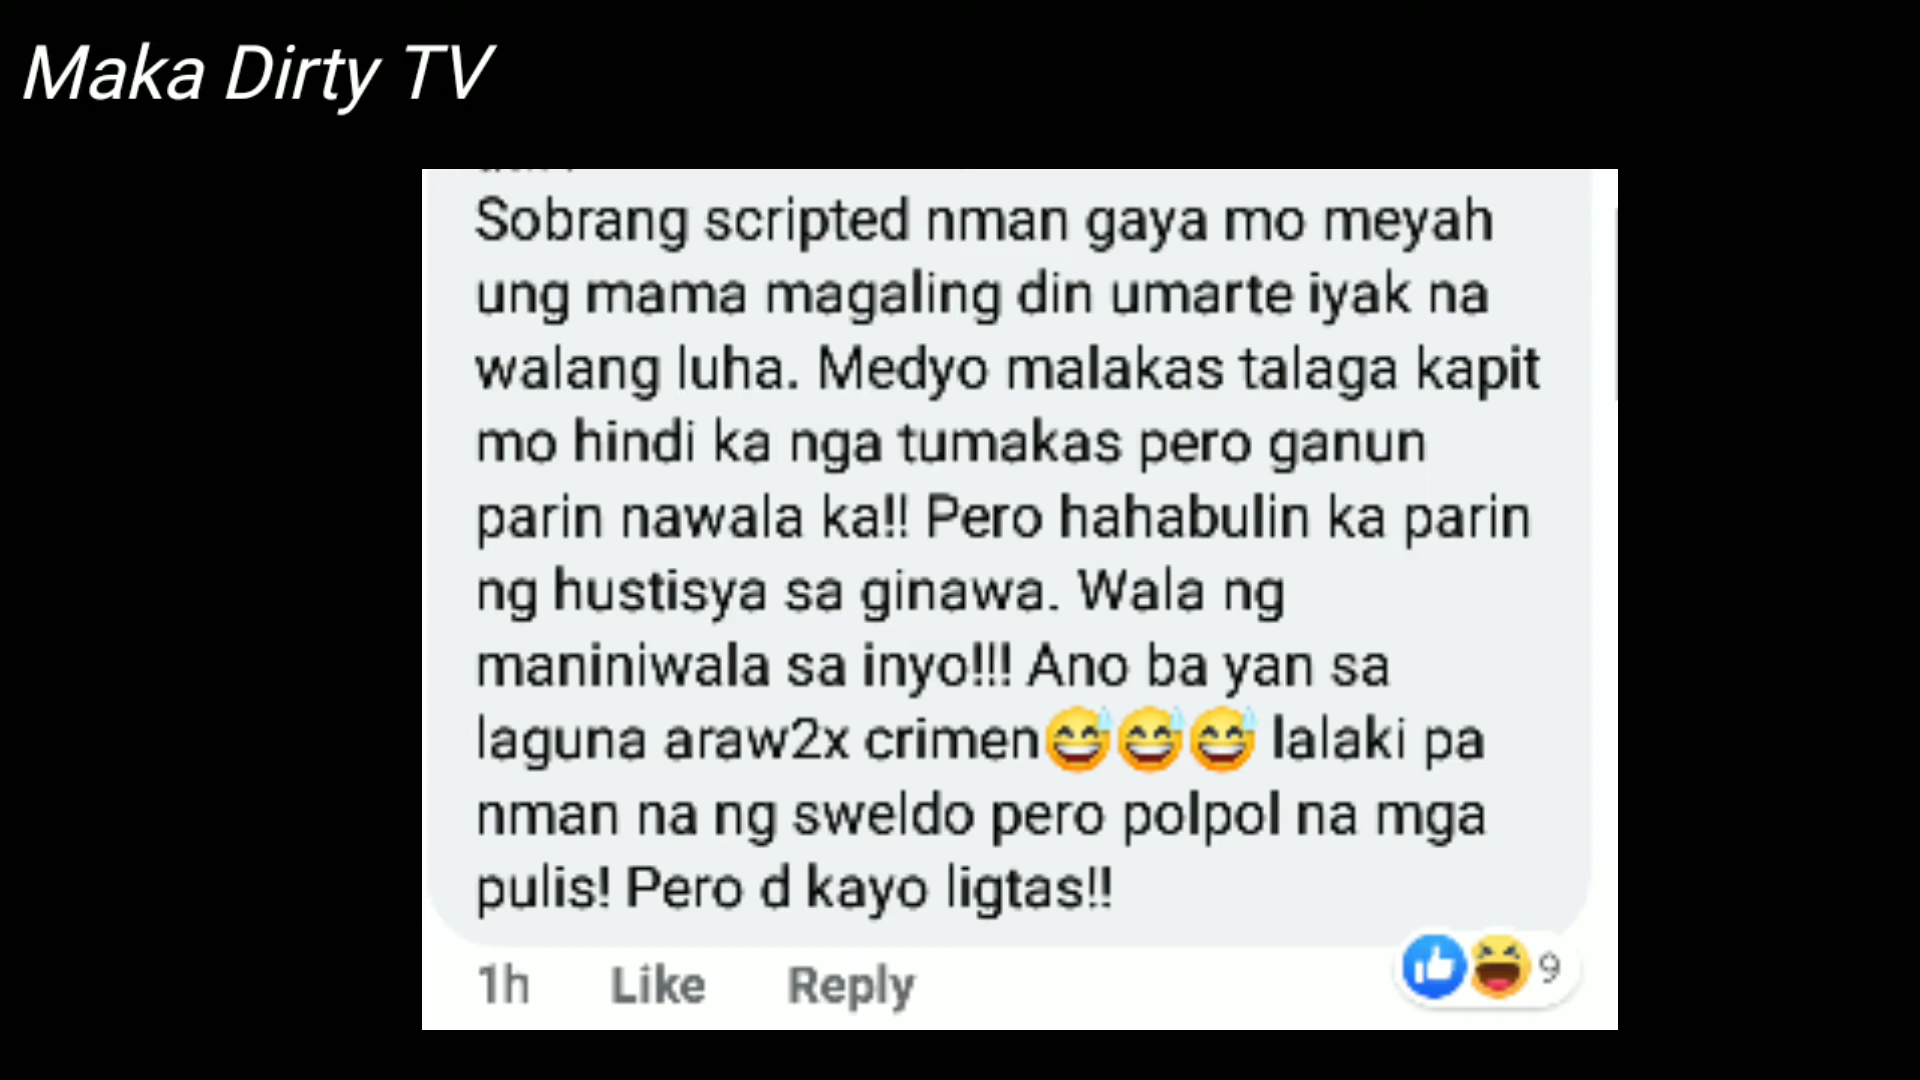 Maka Dirty TV
Sobrang scripted nman gaya mo meyah
ung mama magaling din umarte iyak na
walang luha. Medyo malakas talaga kapit
mo hindi ka nga tumakas pero ganun
parin nawala ka!! Pero hahabulin ka parin
ng hustisya sa ginawa. Wala ng
maniniwala sa inyo!!! Ano ba yan sa
laguna araw2x crimen😅😅😅 lalaki pa
nman na ng sweldo pero polpol na mga
pulis! Pero d kayo ligtas!!
1h Like Reply 9